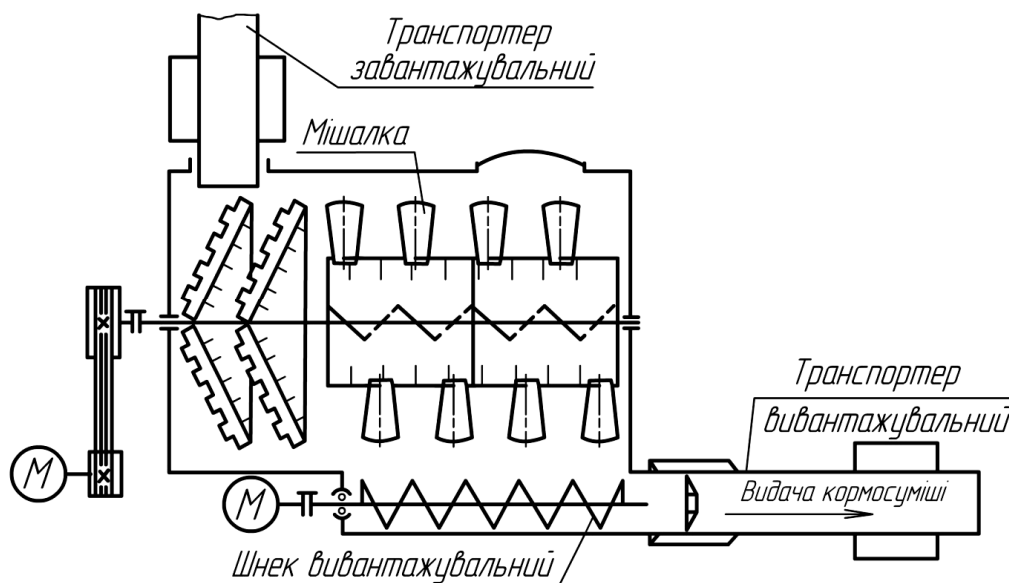 Транспортер
завантажувальний
Мішалка
Транспортер
вивантажувальний
М
М
Видача кормосуміші
Шнек вивантажувальний